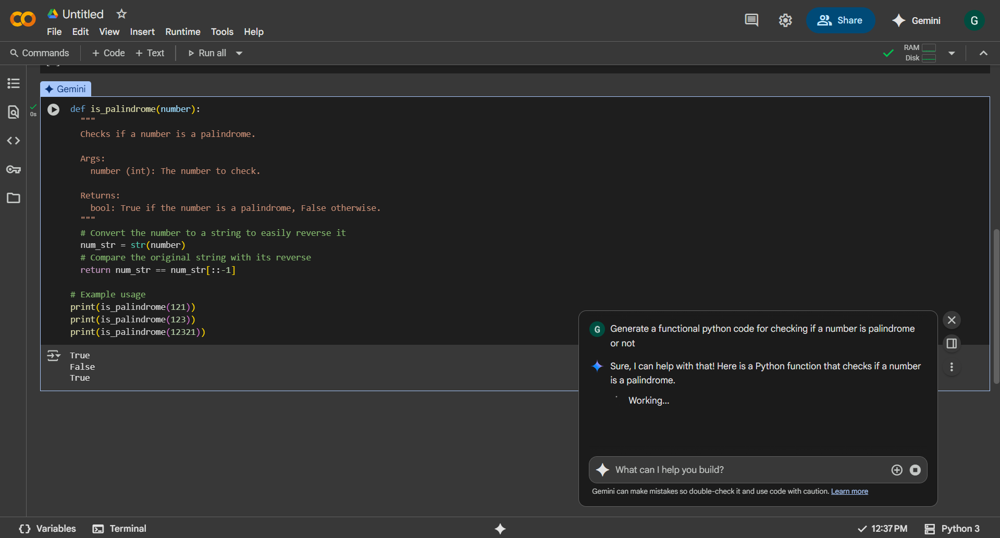 Untitled
File Edit View Insert Runtime Tools Help
Share
Gemini
G
Commands
+ Code + Text
Run all
RAM
Disk
Gemini
0s
def is_palindrome(number):
"""
Checks if a number is a palindrome.
Args:
number (int): The number to check.
Returns:
bool: True if the number is a palindrome, False otherwise.
"""
# Convert the number to a string to easily reverse it
num_str = str(number)
# Compare the original string with its reverse
return num_str == num_str[::-1]
# Example usage
print(is_palindrome(121))
print(is_palindrome(123))
print(is_palindrome(12321))
True
False
True
G
Generate a functional python code for checking if a number is palindrome
or not
Sure, I can help with that! Here is a Python function that checks if a number
is a palindrome.
Working...
What can I help you build?
Gemini can make mistakes so double-check it and use code with caution. Learn more
{} Variables
Terminal
12:37 PM
Python 3